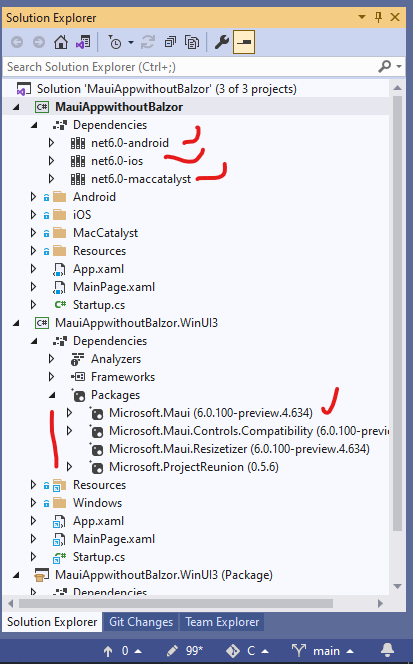 Solution Explorer
Search Solution Explorer (Ctrl+;)
Solution 'MauiAppwithoutBalzor' (3 of 3 projects)
MauiAppwithoutBalzor
Dependencies
net6.0-android
net6.0-ios
net6.0-maccatalyst
Android
iOS
MacCatalyst
Resources
App.xaml
MainPage.xaml
C# Startup.cs
C# MauiAppwithoutBalzor.WinUI3
Dependencies
Analyzers
Frameworks
Packages
Microsoft.Maui (6.0.100-preview.4.634)
Microsoft.Maui.Controls.Compatibility (6.0.100-previ
Microsoft.Maui.Resizetizer (6.0.100-preview.4.634)
Microsoft.ProjectReunion (0.5.6)
Resources
Windows
App.xaml
MainPage.xaml
Startup.cs
MauiAppwithoutBalzor.WinUI3 (Package)
Dependencies
Solution Explorer Git Changes Team Explorer
0 99* C main